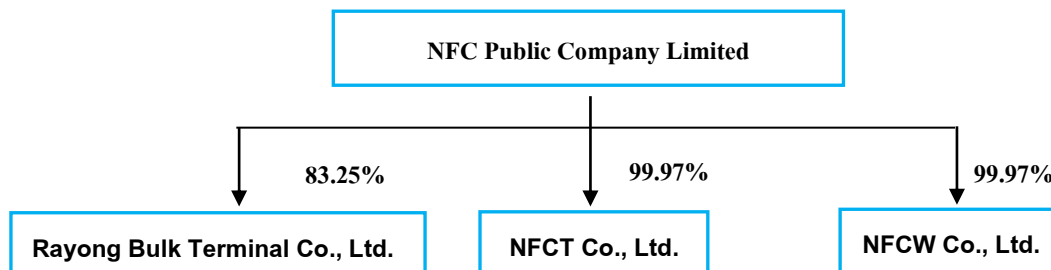 NFC Public Company Limited
83.25%
99.97%
99.97%
Rayong Bulk Terminal Co., Ltd.
NFCT Co., Ltd.
NFCW Co., Ltd.